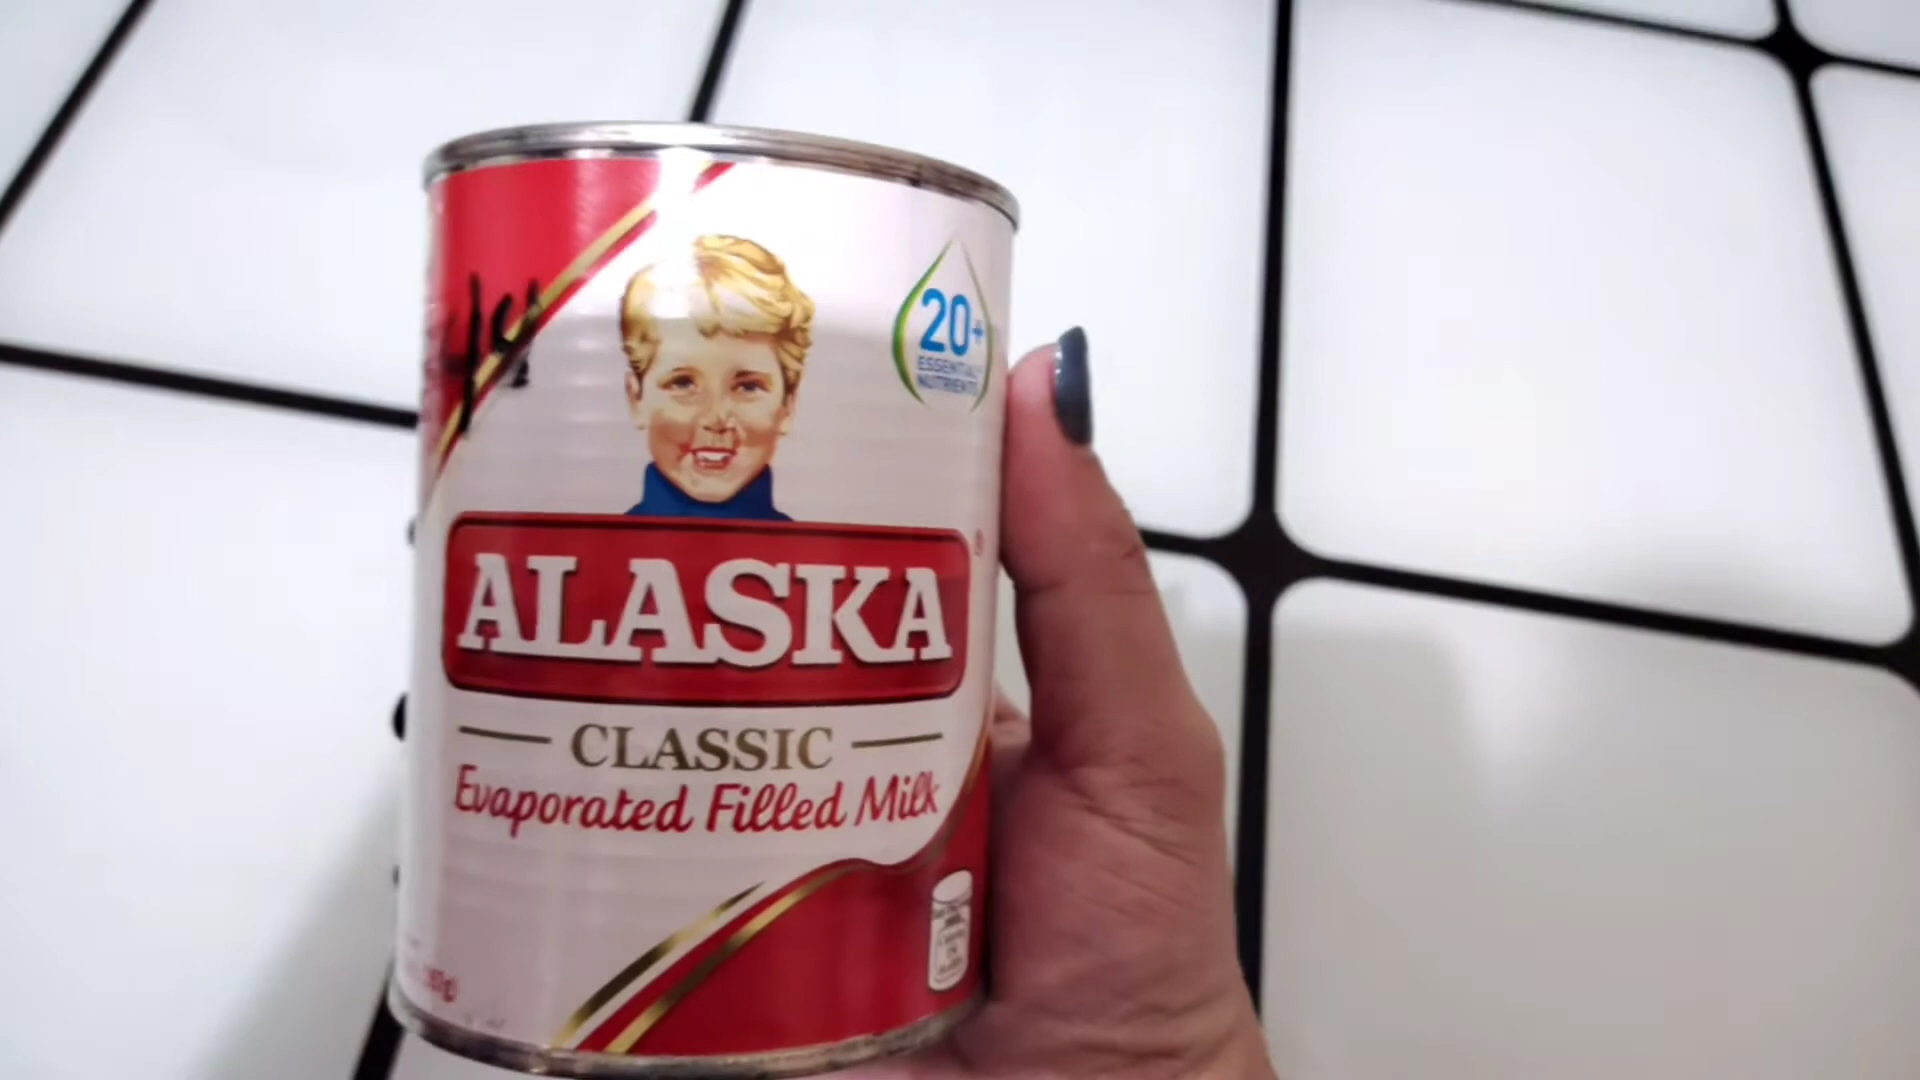 20+
ESSENTIAL
NUTRIENTS
ALASKA
®
CLASSIC
Evaporated Filled Milk